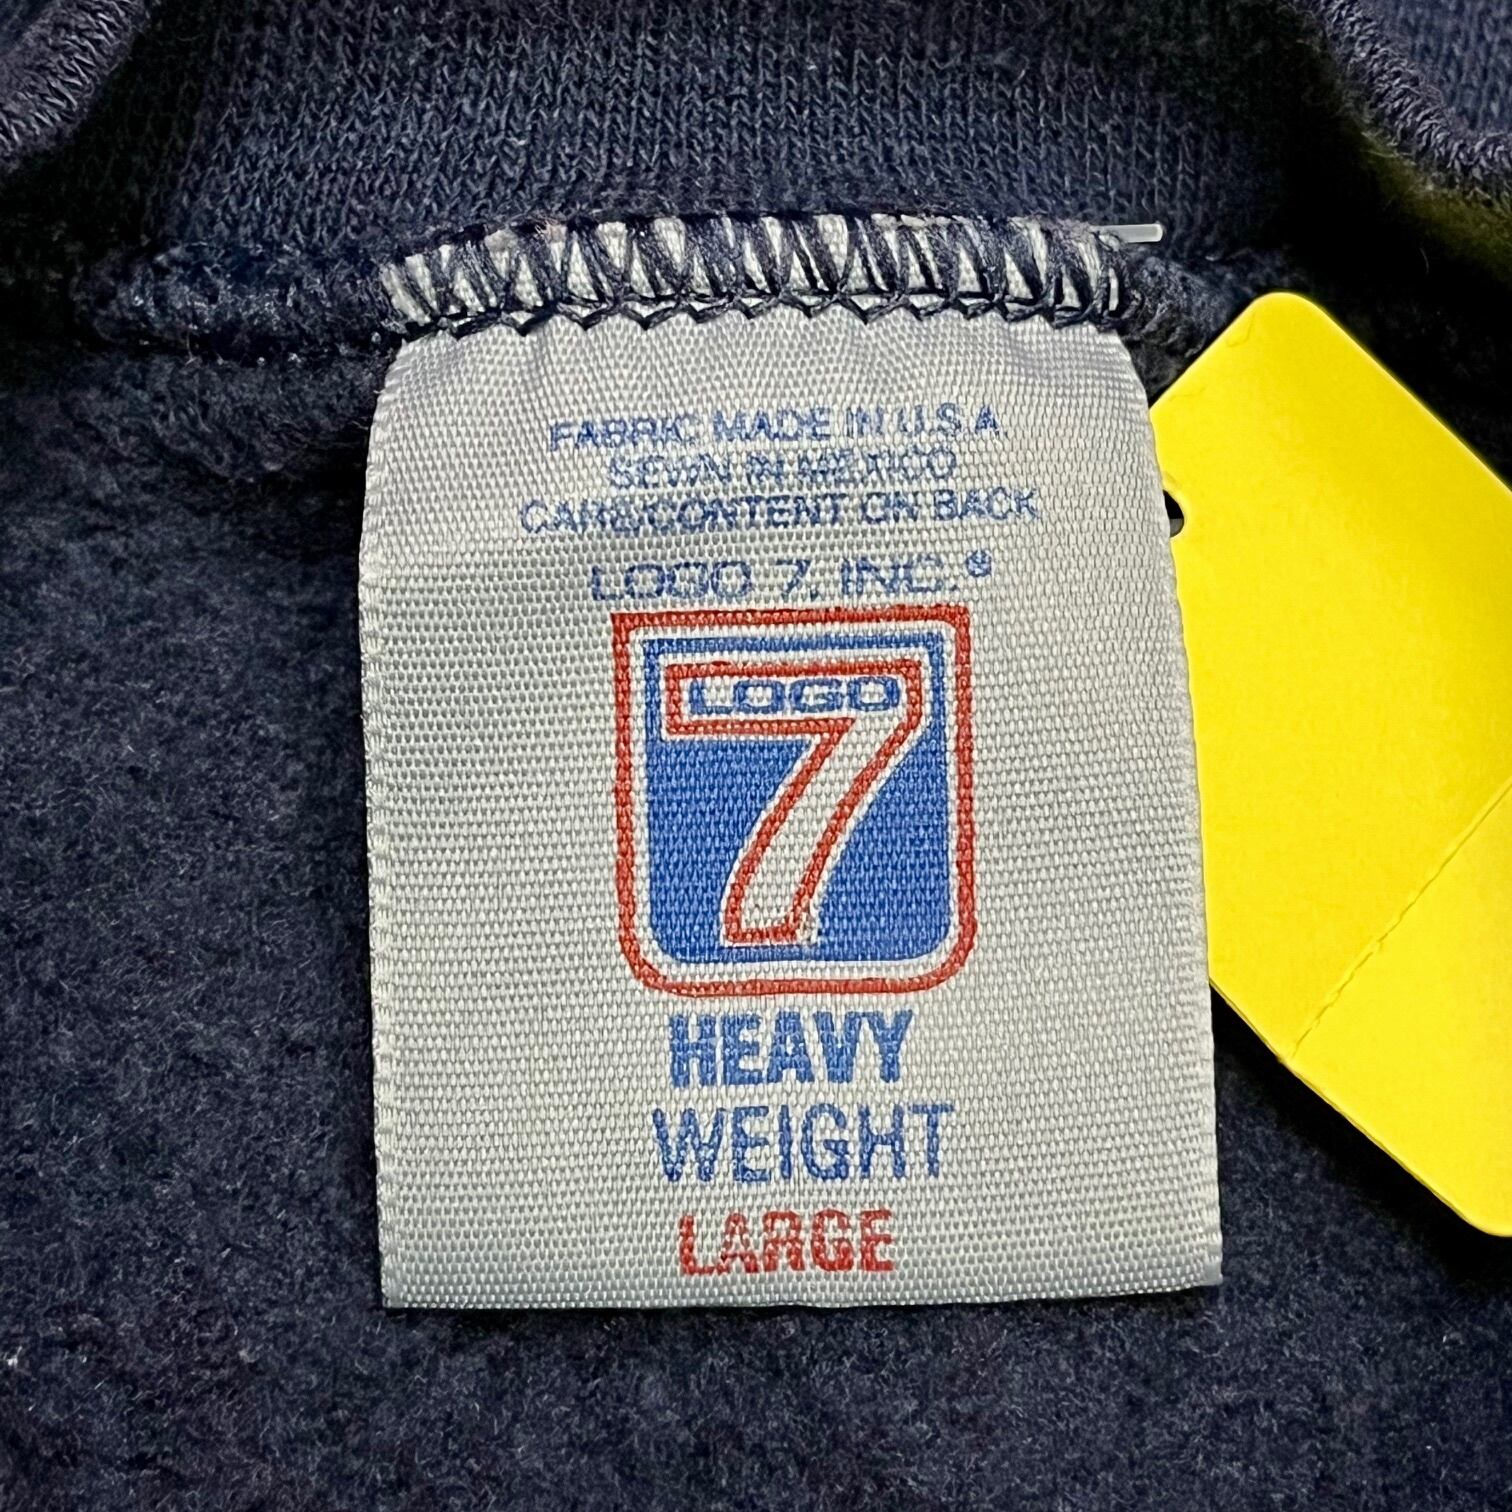 FABRIC MADE IN U.S.A
SEWN IN MEXICO
CARE/CONTENT ON BACK
LOGO 7, INC.®
LOGO
7
HEAVY
WEIGHT
LARGE